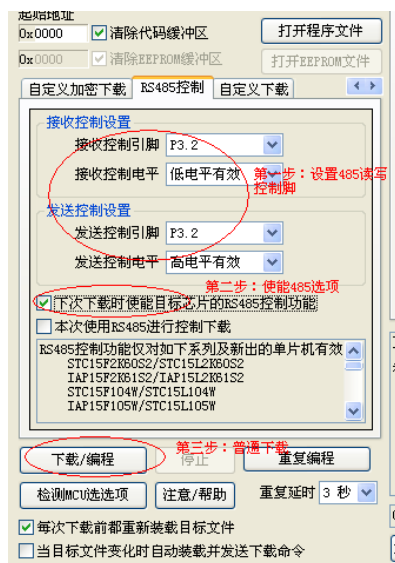 起始地址
0x0000 清除代码缓冲区 打开程序文件
0x0000 清除EEPROM缓冲区 打开EEPROM文件
自定义加密下载 RS485控制 自定义下载
接收控制设置
接收控制引脚 P3.2
接收控制电平 低电平有效
第一步：设置485读写
控制脚
发送控制设置
发送控制引脚 P3.2
发送控制电平 高电平有效
第二步：使能485选项
下次下载时使能目标芯片的RS485控制功能
本次使用RS485进行控制下载
RS485控制功能仅对如下系列及新出的单片机有效
STC15F2K60S2/STC15L2K60S2
IAP15F2K61S2/IAP15L2K61S2
STC15F104W/STC15L104W
IAP15F105W/STC15L105W
第三步：普通下载
下载/编程 停止 重复编程
检测MCU选选项 注意/帮助 重复延时 3 秒
每次下载前都重新装载目标文件
当目标文件变化时自动装载并发送下载命令